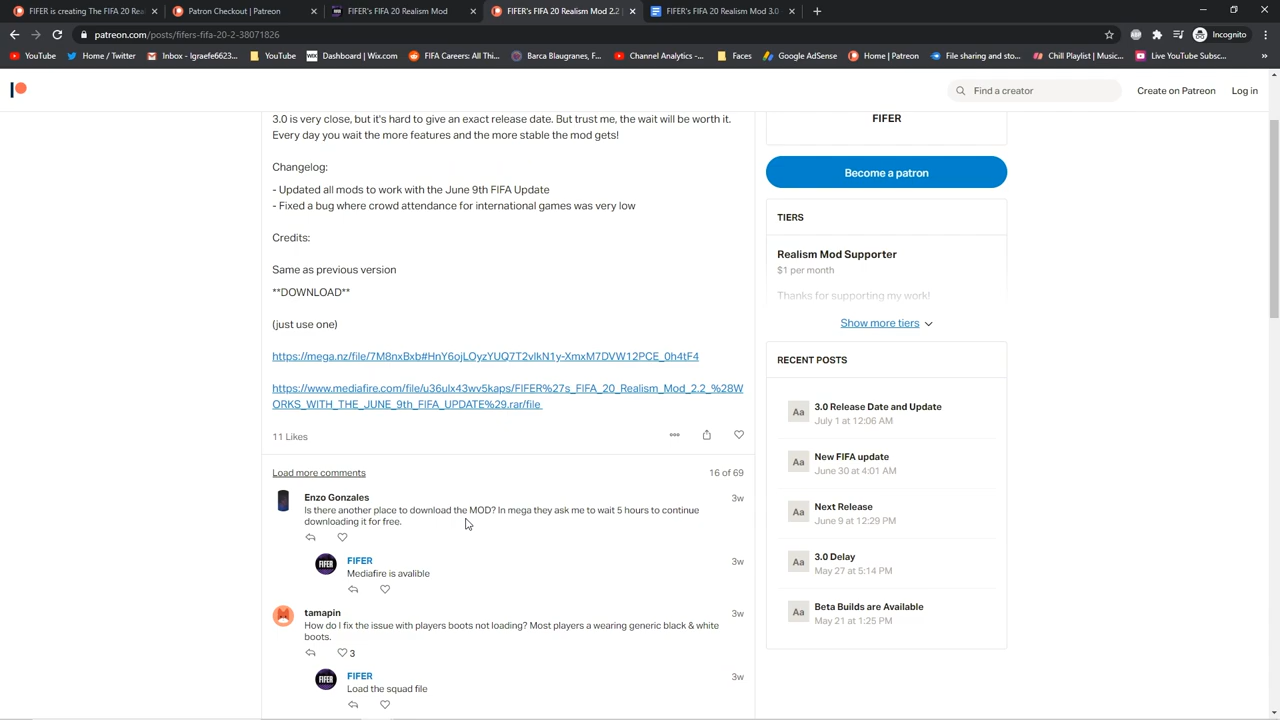 FIFER is creating FIFA 20 Rea
Patron Checkout | Patreon
FIFER's FIFA 20 Realism Mod
FIFER's FIFA 20 Realism Mod 2.2
FIFER's FIFA 20 Realism Mod 3.0
patreon.com/posts/fifers-fifa-20-2-38071826
Incognito
YouTube
Home / Twitter
Inbox - lgraefe6623...
YouTube
Dashboard | Wix.com
FIFA Careers: All Thi...
Barca Blaugranes, F...
Channel Analytics -...
Faces
Google AdSense
Home | Patreon
File sharing and sto...
Chill Playlist | Music...
Live YouTube Subsc...
Find a creator
Create on Patreon
Log in
3.0 is very close, but it's hard to give an exact release date. But trust me, the wait will be worth it.
Every day you wait the more features and the more stable the mod gets!
Changelog:
- Updated all mods to work with the June 9th FIFA Update
- Fixed a bug where crowd attendance for international games was very low
Credits:
Same as previous version
**DOWNLOAD**
(just use one)
https://mega.nz/file/7M8nxBxb#HnY6ojLOyzYUQ7T2vIkN1y-XmxM7DVW12PCE_0h4tF4
https://www.mediafire.com/file/u36ulx43wv5kaps/FIFER%27s_FIFA_20_Realism_Mod_2.2_%28W
ORKS_WITH_THE_JUNE_9th_FIFA_UPDATE%29.rar/file
11 Likes
Load more comments
16 of 69
Enzo Gonzales
3w
Is there another place to download the MOD? In mega they ask me to wait 5 hours to continue
downloading it for free.
FIFER
3w
Mediafire is avalible
tamapin
3w
How do I fix the issue with players boots not loading? Most players a wearing generic black & white
boots.
3
FIFER
3w
Load the squad file
FIFER
Become a patron
TIERS
Realism Mod Supporter
$1 per month
Thanks for supporting my work!
Show more tiers
RECENT POSTS
Aa
3.0 Release Date and Update
July 1 at 12:06 AM
Aa
New FIFA update
June 30 at 4:01 AM
Aa
Next Release
June 9 at 12:29 PM
Aa
3.0 Delay
May 27 at 5:14 PM
Aa
Beta Builds are Available
May 21 at 1:25 PM